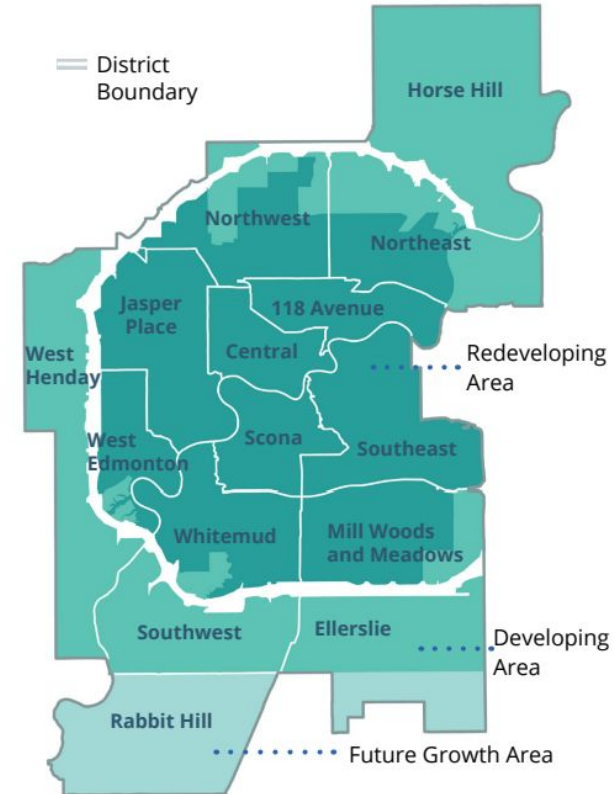 District
Boundary
Horse Hill
Northwest
Northeast
Jasper
Place
118 Avenue
West
Henday
Central
Redeveloping
Area
West
Edmonton
Scona
Southeast
Whitemud
Mill Woods
and Meadows
Southwest
Ellerslie
Developing
Area
Rabbit Hill
Future Growth Area